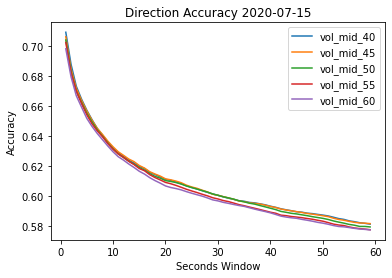 Direction Accuracy 2020-07-15
Accuracy
0.70
0.68
0.66
0.64
0.62
0.60
0.58
vol_mid_40
vol_mid_45
vol_mid_50
vol_mid_55
vol_mid_60
0 10 20 30 40 50 60
Seconds Window